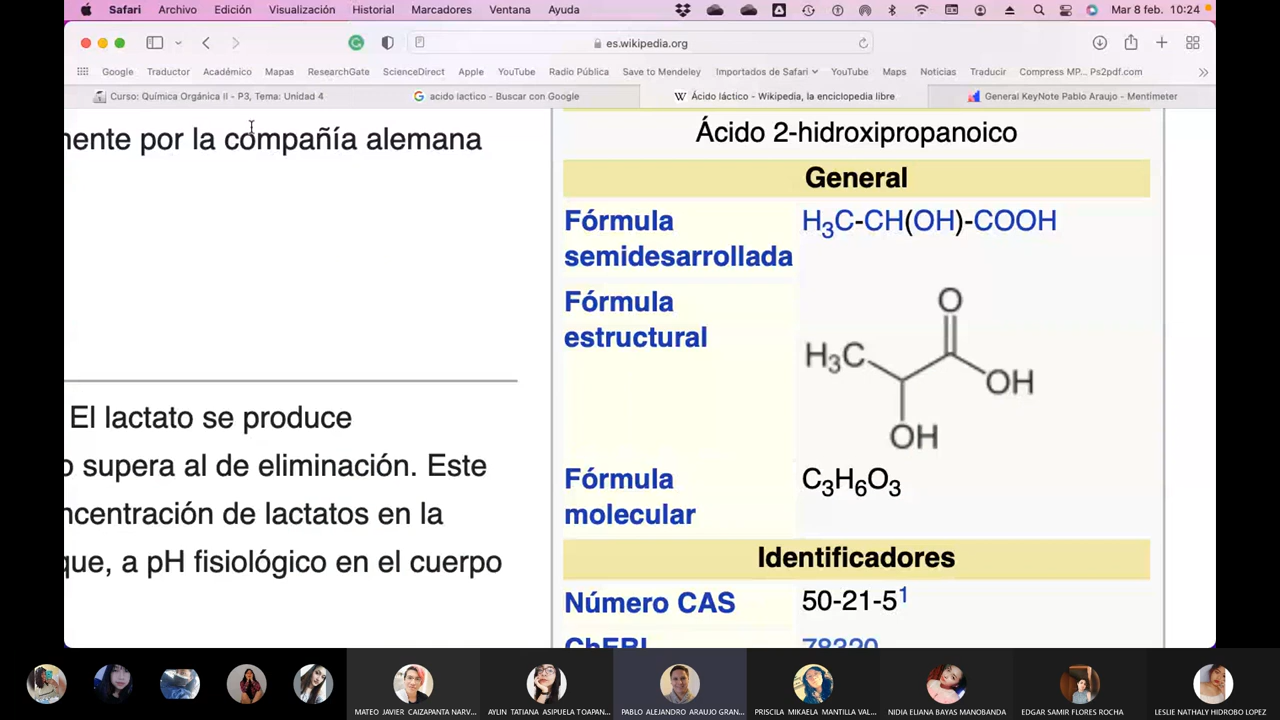 Safari Archivo Edición Visualización Historial Marcadores Ventana Ayuda Mar 8 feb. 10:24
es.wikipedia.org
Google Traductor Académico Mapas ResearchGate ScienceDirect Apple YouTube Radio Pública Save to Mendeley Importados de Safari YouTube Maps Noticias Traducir Compress MP... Ps2pdf.com
Curso: Química Orgánica II - P3, Tema: Unidad 4
acido lactico - Buscar con Google
Ácido láctico - Wikipedia, la enciclopedia libre
General KeyNote Pablo Araujo - Mentimeter
mente por la compañía alemana
El lactato se produce
o supera al de eliminación. Este
ncentración de lactatos en la
que, a pH fisiológico en el cuerpo
Ácido 2-hidroxipropanoico
General
Fórmula
semidesarrollada
H₃C-CH(OH)-COOH
Fórmula
estructural
O
H₃C
OH
OH
Fórmula
molecular
C₃H₆O₃
Identificadores
Número CAS
50-21-5¹
ChEBI
78320
MATEO JAVIER CAIZAPANTA NARV...
AYLIN TATIANA ASIPUELA TOAPAN...
PABLO ALEJANDRO ARAUJO GRAN...
PRISCILA MIKAELA MANTILLA VAL...
NIDIA ELIANA BAYAS MANOBANDA
EDGAR SAMIR FLORES ROCHA
LESLIE NATHALY HIDROBO LOPEZ